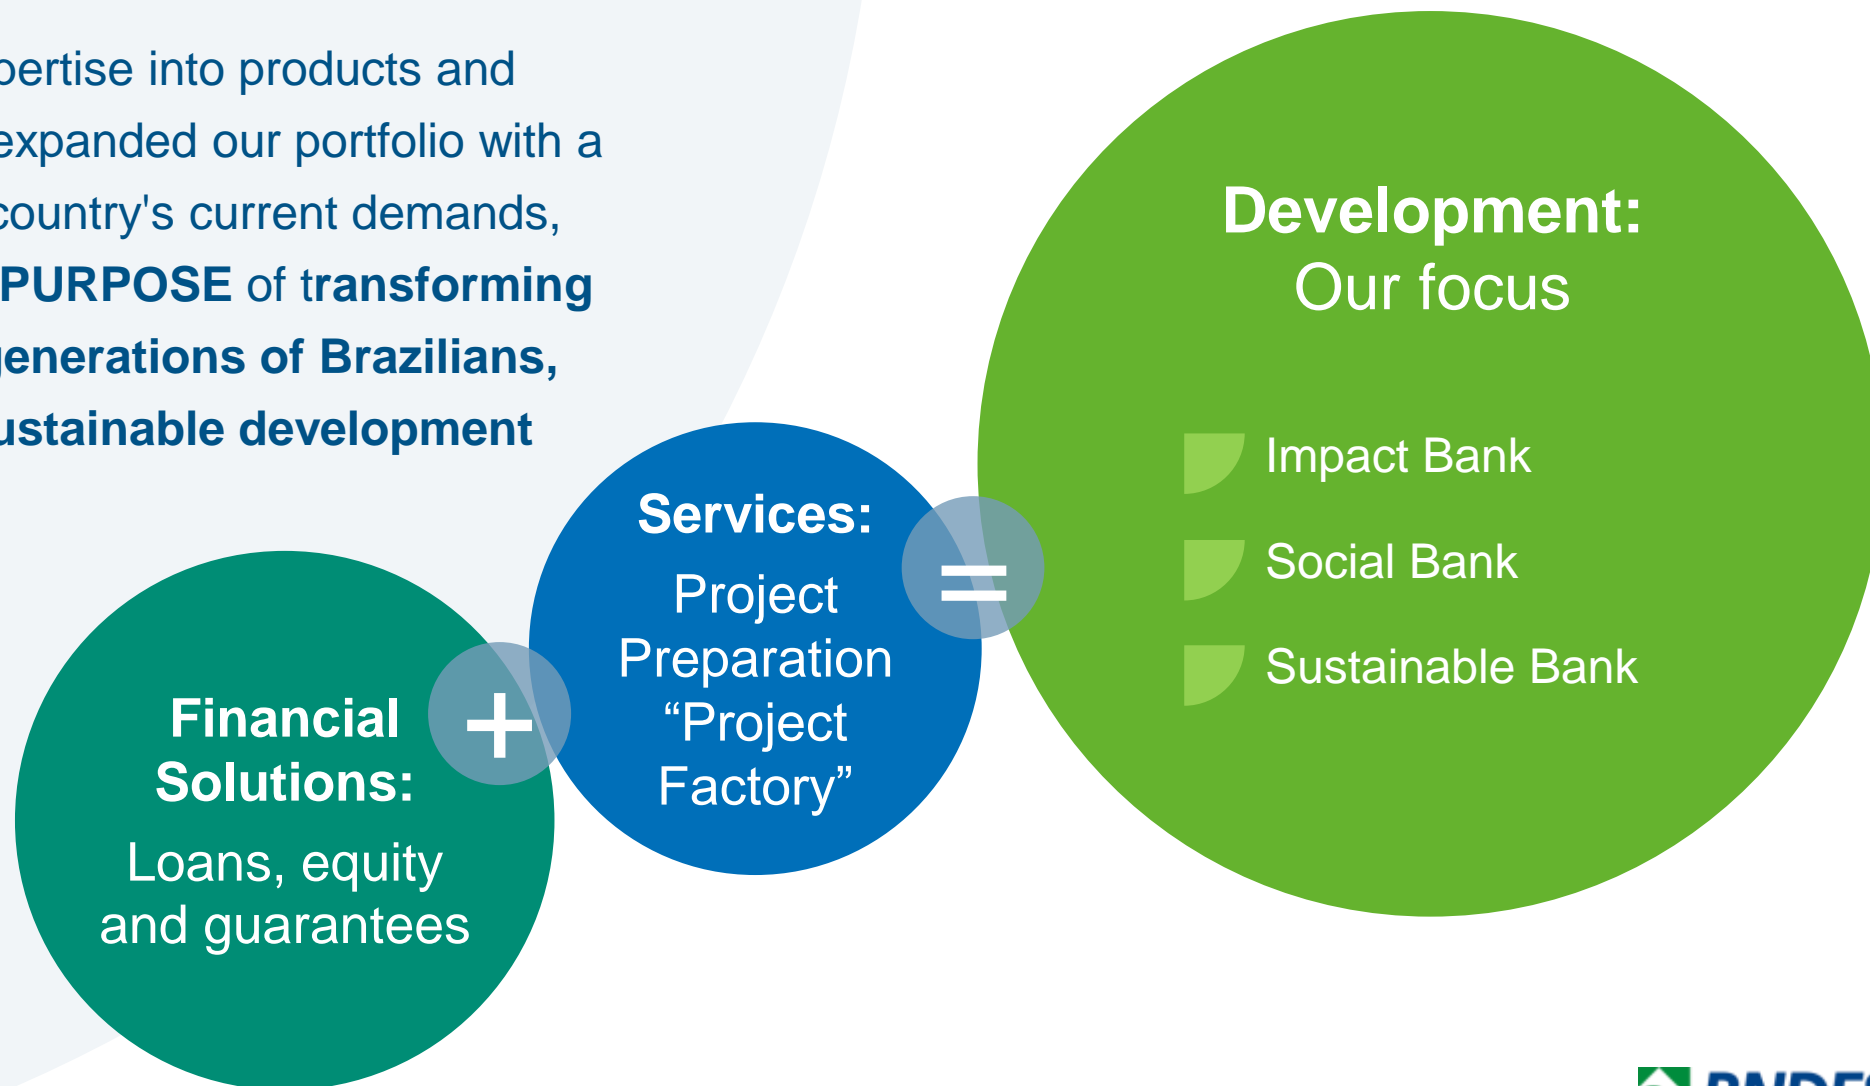 pertise into products and
expanded our portfolio with a
country's current demands,
PURPOSE of transforming
generations of Brazilians,
ustainable development
Financial
Solutions:
Loans, equity
and guarantees
+
Services:
Project
Preparation
“Project
Factory”
=
Development:
Our focus
Impact Bank
Social Bank
Sustainable Bank